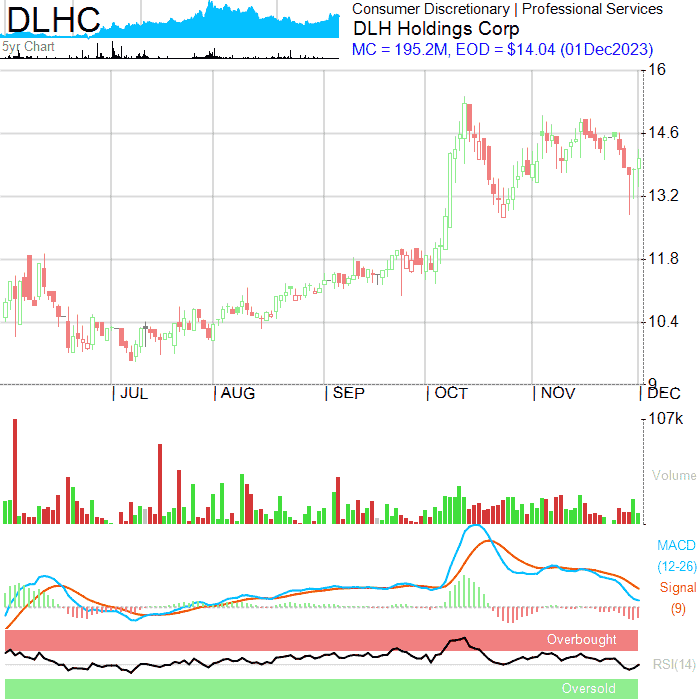 DLHC
Consumer Discretionary | Professional Services
DLH Holdings Corp
5yr Chart
MC = 195.2M, EOD = $14.04 (01Dec2023)
16
14.6
13.2
11.8
10.4
9
JUL AUG SEP OCT NOV DEC
107k
Volume
MACD
(12-26)
Signal
(9)
Overbought
RSI(14)
Oversold